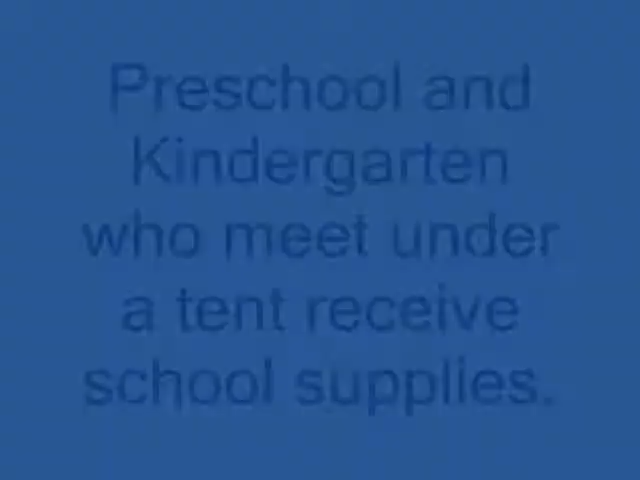 Preschool and
Kindergarten
who meet under
a tent receive
school supplies.